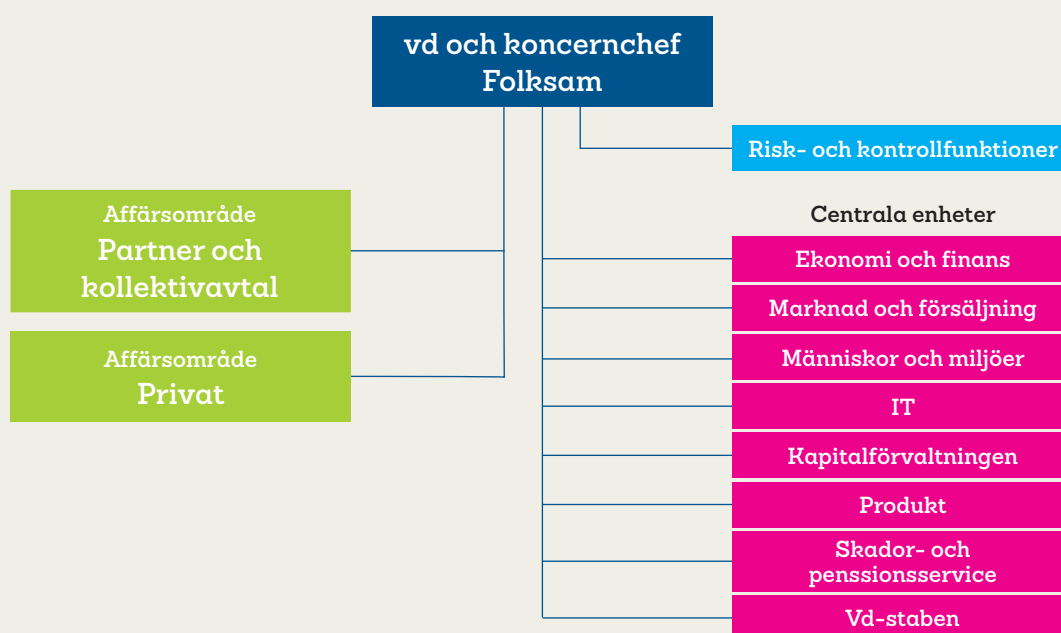 vd och koncernchef
Folksam
Risk- och kontrollfunktioner
Affärsområde
Partner och
kollektivavtal
Affärsområde
Privat
Centrala enheter
Ekonomi och finans
Marknad och försäljning
Människor och miljöer
IT
Kapitalförvaltningen
Produkt
Skador- och
penssionsservice
Vd-staben